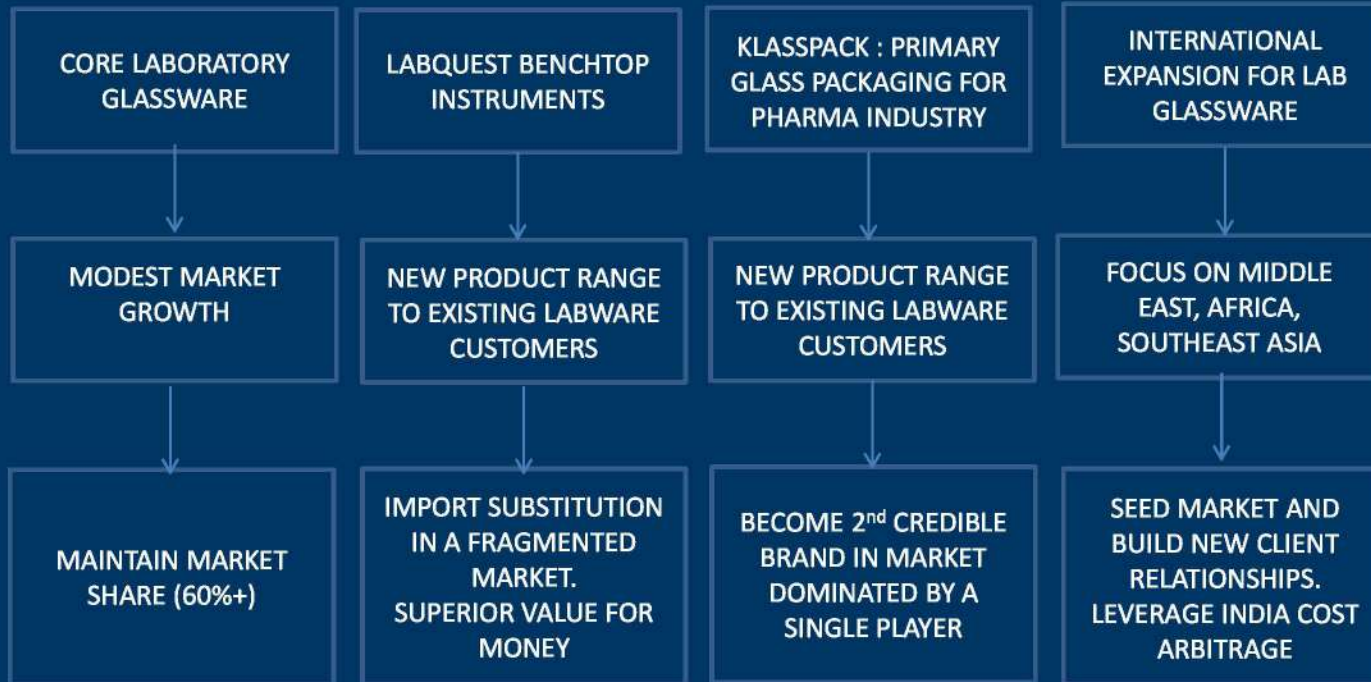 CORE LABORATORY
GLASSWARE
MODEST MARKET
GROWTH
MAINTAIN MARKET
SHARE (60%+)
LABQUEST BENCHTOP
INSTRUMENTS
NEW PRODUCT RANGE
TO EXISTING LABWARE
CUSTOMERS
IMPORT SUBSTITUTION
IN A FRAGMENTED
MARKET.
SUPERIOR VALUE FOR
MONEY
KLASSPACK : PRIMARY
GLASS PACKAGING FOR
PHARMA INDUSTRY
NEW PRODUCT RANGE
TO EXISTING LABWARE
CUSTOMERS
BECOME 2nd CREDIBLE
BRAND IN MARKET
DOMINATED BY A
SINGLE PLAYER
INTERNATIONAL
EXPANSION FOR LAB
GLASSWARE
FOCUS ON MIDDLE
EAST, AFRICA,
SOUTHEAST ASIA
SEED MARKET AND
BUILD NEW CLIENT
RELATIONSHIPS.
LEVERAGE INDIA COST
ARBITRAGE